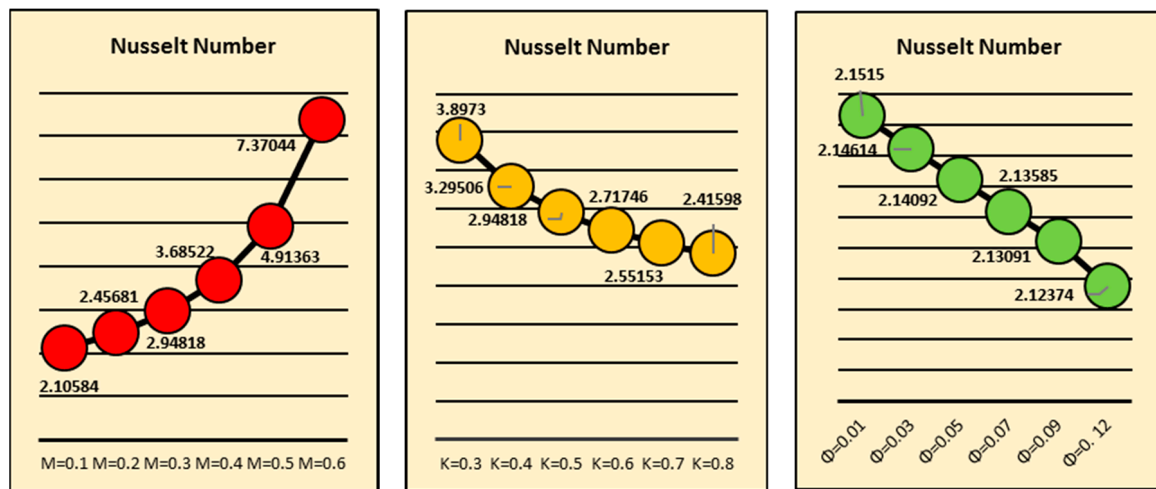 Nusselt Number
7.37044
3.68522
4.91363
2.45681
2.94818
2.10584
M=0.1 M=0.2 M=0.3 M=0.4 M=0.5 M=0.6
Nusselt Number
3.8973
3.29506
2.71746
2.41598
2.94818
2.55153
K=0.3 K=0.4 K=0.5 K=0.6 K=0.7 K=0.8
Nusselt Number
2.1515
2.14614
2.13585
2.14092
2.13091
2.12374
Φ=0.01
Φ=0.03
Φ=0.05
Φ=0.07
Φ=0.09
Φ=0. 12